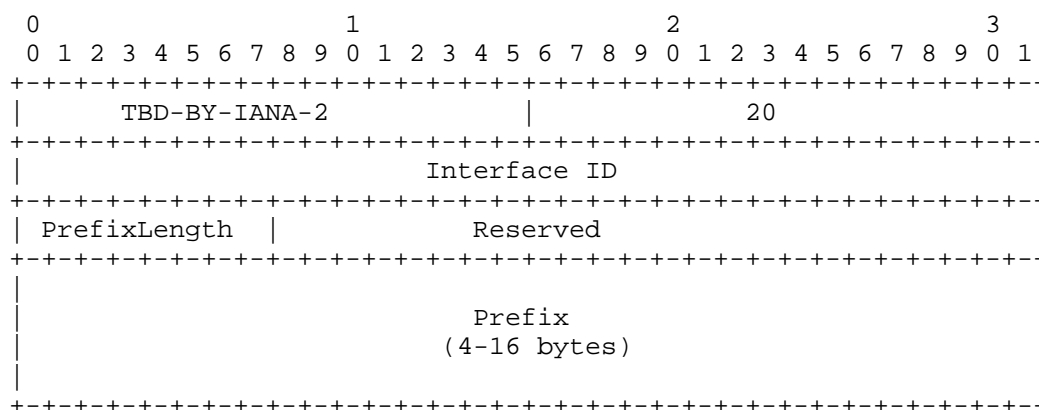 0                   1                   2                   3
0 1 2 3 4 5 6 7 8 9 0 1 2 3 4 5 6 7 8 9 0 1 2 3 4 5 6 7 8 9 0 1
+-+-+-+-+-+-+-+-+-+-+-+-+-+-+-+-+-+-+-+-+-+-+-+-+-+-+-+-+-+-+-+--
|      TBD-BY-IANA-2            |             20
+-+-+-+-+-+-+-+-+-+-+-+-+-+-+-+-+-+-+-+-+-+-+-+-+-+-+-+-+-+-+-+--
|                         Interface ID
+-+-+-+-+-+-+-+-+-+-+-+-+-+-+-+-+-+-+-+-+-+-+-+-+-+-+-+-+-+-+-+--
| PrefixLength  |            Reserved
+-+-+-+-+-+-+-+-+-+-+-+-+-+-+-+-+-+-+-+-+-+-+-+-+-+-+-+-+-+-+-+--
|
|                            Prefix
|                          (4-16 bytes)
|
+-+-+-+-+-+-+-+-+-+-+-+-+-+-+-+-+-+-+-+-+-+-+-+-+-+-+-+-+-+-+-+--